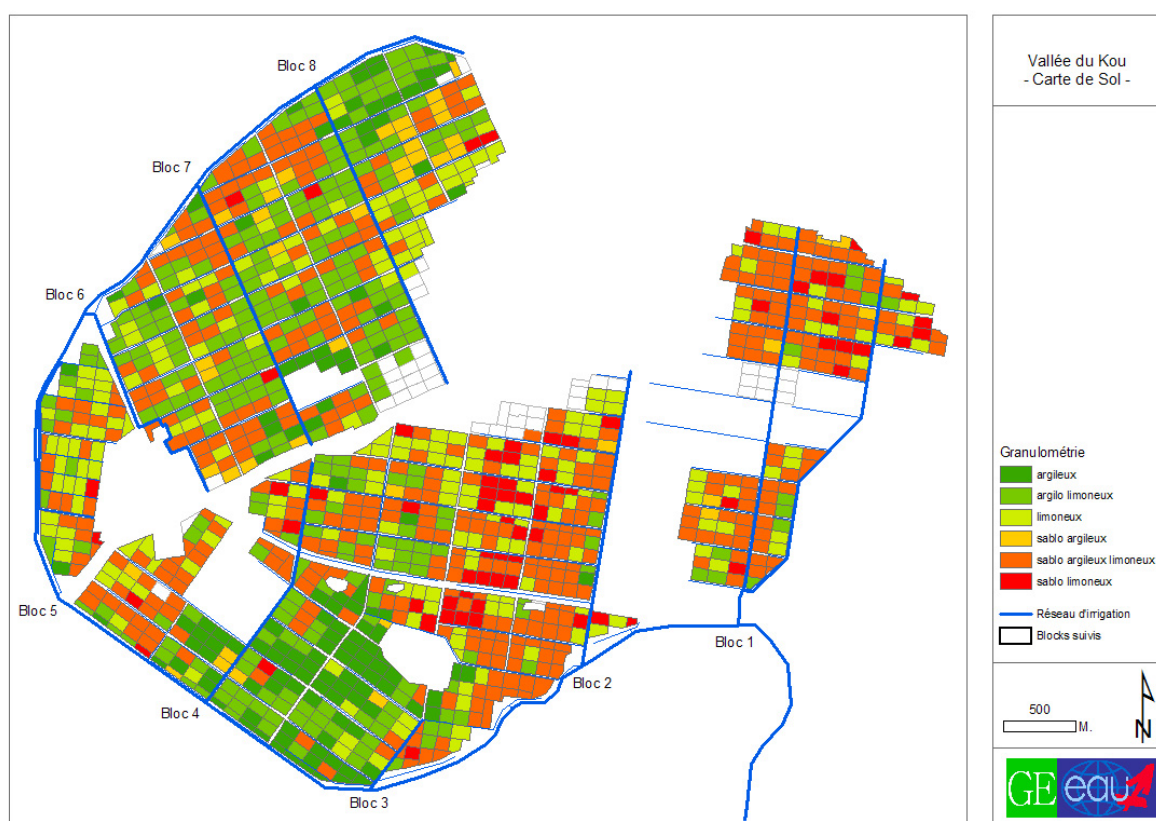 Bloc 8
Bloc 7
Bloc 6
Bloc 5
Bloc 4
Bloc 3
Bloc 2
Bloc 1
Vallée du Kou
- Carte de Sol -
Granulométrie
argileux
argilo limoneux
limoneux
sablo argileux
sablo argileux limoneux
sablo limoneux
Réseau d'irrigation
Blocks suivis
500
M.
N
GE eau